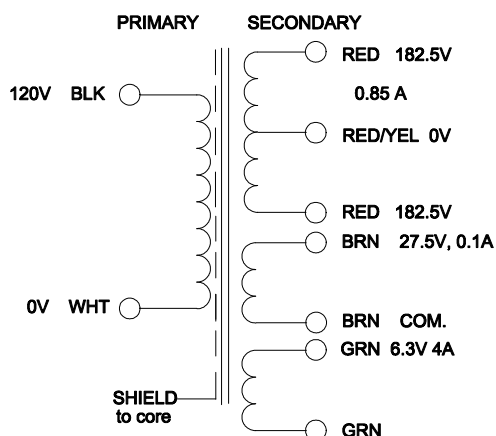 PRIMARY SECONDARY
RED 182.5V
120V BLK 0.85 A
RED/YEL 0V
RED 182.5V
BRN 27.5V, 0.1A
0V WHT
BRN COM.
GRN 6.3V 4A
SHIELD
to core
GRN